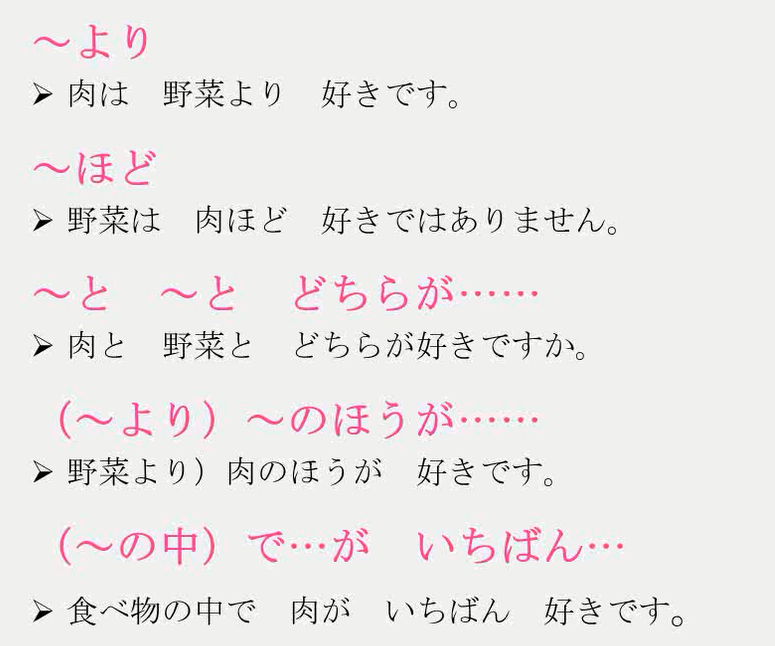 ～より
➢ 肉は　野菜より　好きです。
～ほど
➢ 野菜は　肉ほど　好きではありません。
～と　～と　どちらが……
➢ 肉と　野菜と　どちらが好きですか。
（～より）～のほうが……
➢ 野菜より）肉のほうが　好きです。
（～の中）で…が　いちばん…
➢ 食べ物の中で　肉が　いちばん　好きです。